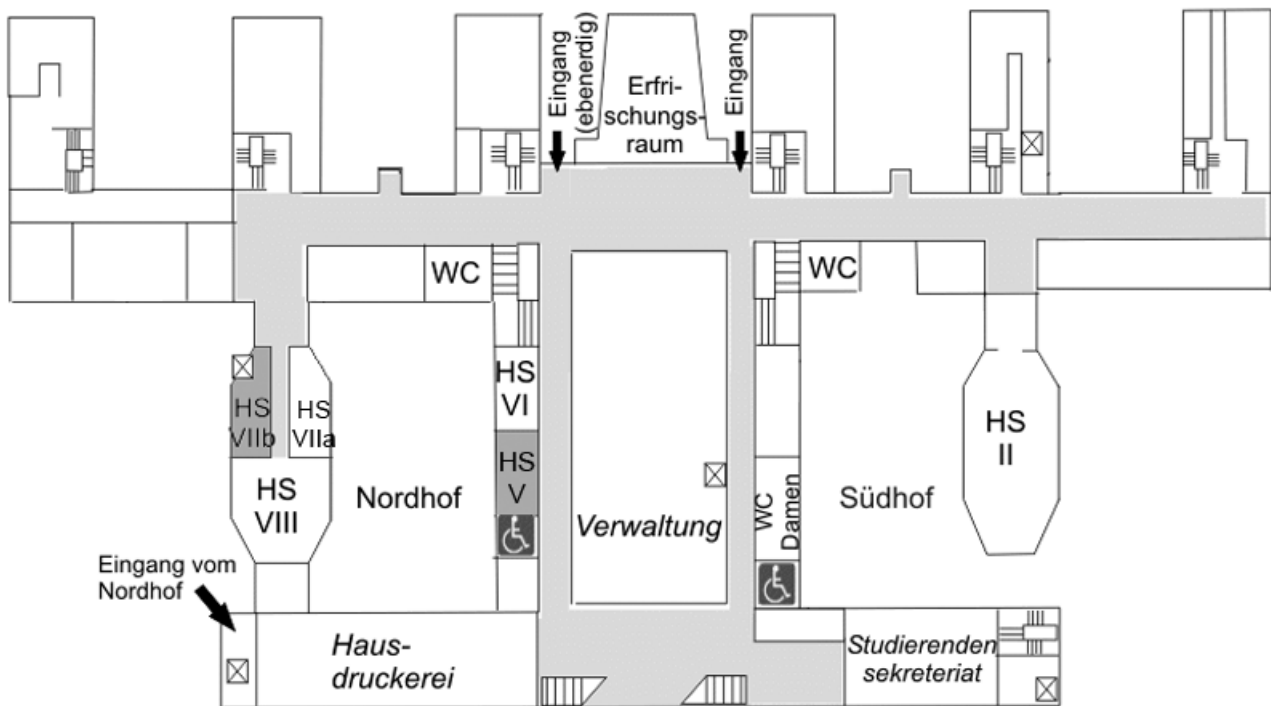 Eingang
(ebenerdig)
Erfri-
schungs-
raum
Eingang
WC
WC
HS
VI
HS
VIIb
HS
VIIa
HS
V
HS
II
HS
VIII
Nordhof
Verwaltung
WC
Damen
Südhof
Eingang vom
Nordhof
Haus-
druckerei
Studierenden
sekreteriat